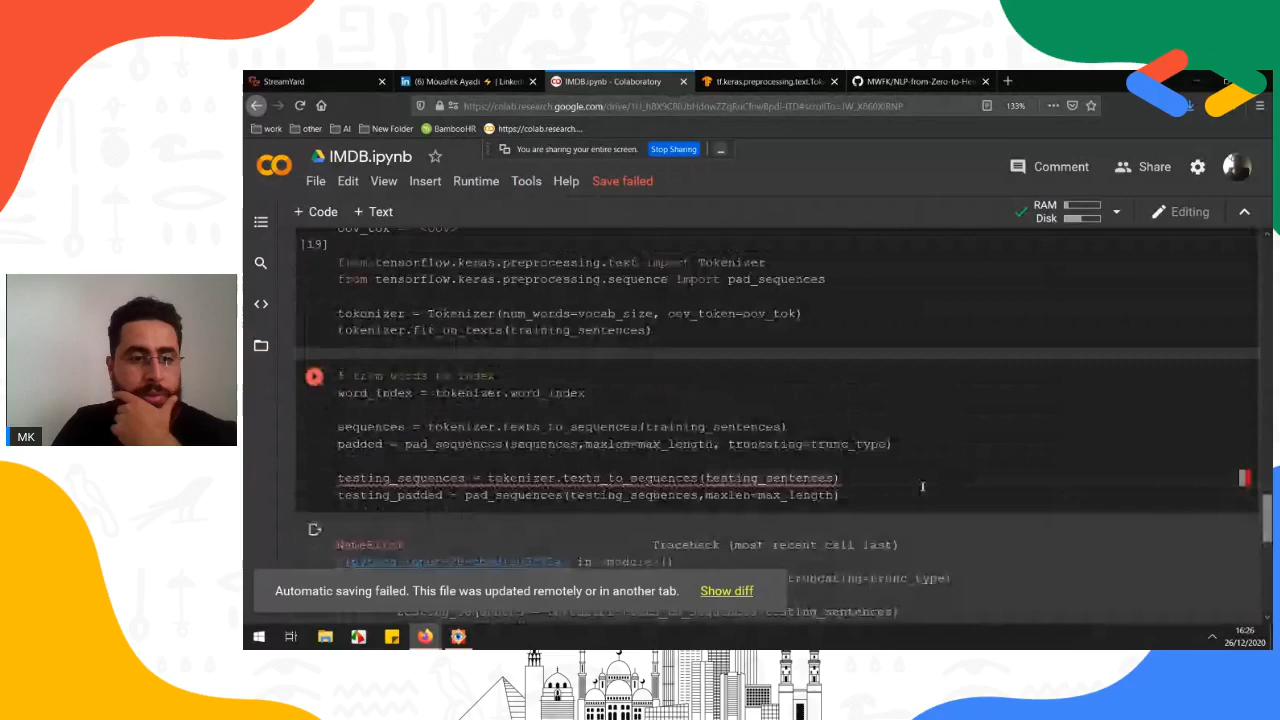 StreamYard
(6) Mouafek Ayadi ⚡ | LinkedIn
IMDB.ipynb - Colaboratory
tf.keras.preprocessing.text.Tok
MWFK/NLP-from-Zero-to-He
133%
work
other
AI
New Folder
BambooHR
https://colab.research....
IMDB.ipynb
You are sharing your entire screen.
Stop Sharing
Comment
Share
File Edit View Insert Runtime Tools Help Save failed
+ Code + Text
RAM
Disk
Editing
[19]
from tensorflow.keras.preprocessing.text import Tokenizer
from tensorflow.keras.preprocessing.sequence import pad_sequences
tokenizer = Tokenizer(num_words=vocab_size, oov_token=oov_tok)
tokenizer.fit_on_texts(training_sentences)
word_index = tokenizer.word_index
sequences = tokenizer.texts_to_sequences(training_sentences)
padded = pad_sequences(sequences,maxlen=max_length, truncating=trunc_type)
testing_sequences = tokenizer.texts_to_sequences(testing_sentences)
testing_padded = pad_sequences(testing_sequences,maxlen=max_length)
NameError Traceback (most recent call last)
in <module>()
truncating=trunc_type)
Automatic saving failed. This file was updated remotely or in another tab. Show diff
MK
16:26
26/12/2020